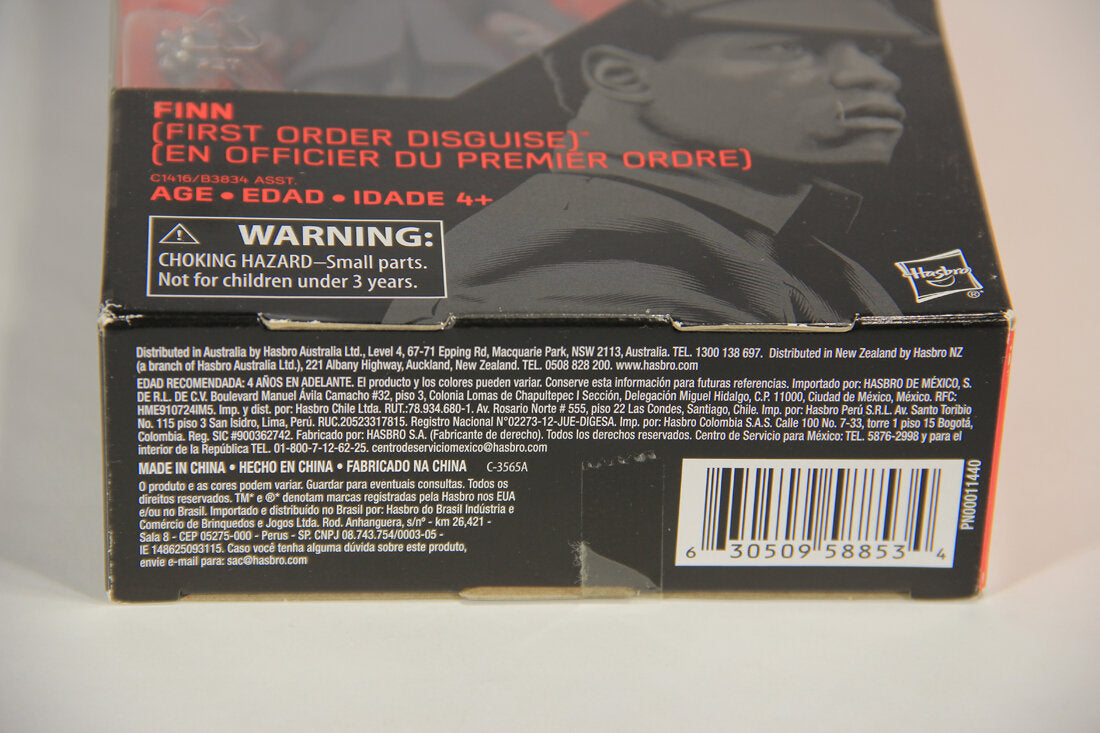 FINN
(FIRST ORDER DISGUISE)™
(EN OFFICIER DU PREMIER ORDRE)
C1416/B3834 ASST.
AGE • EDAD • IDADE 4+
WARNING:
CHOKING HAZARD—Small parts.
Not for children under 3 years.
Hasbro
®
Distributed in Australia by Hasbro Australia Ltd., Level 4, 67-71 Epping Rd, Macquarie Park, NSW 2113, Australia. TEL. 1300 138 697. Distributed in New Zealand by Hasbro NZ
(a branch of Hasbro Australia Ltd.), 221 Albany Highway, Auckland, New Zealand. TEL. 0508 828 200. www.hasbro.com
EDAD RECOMENDADA: 4 AÑOS EN ADELANTE. El producto y los colores pueden variar. Conserve esta información para futuras referencias. Importado por: HASBRO DE MÉXICO, S.
DE R.L. DE C.V. Boulevard Manuel Ávila Camacho #32, piso 3, Colonia Lomas de Chapultepec I Sección, Delegación Miguel Hidalgo, C.P. 11000, Ciudad de México, México. RFC:
HME910724IM5. Imp. y dist. por: Hasbro Chile Ltda. RUT.:78.934.680-1. Av. Rosario Norte # 555, piso 22 Las Condes, Santiago, Chile. Imp. por: Hasbro Perú S.R.L. Av. Santo Toribio
No. 115 piso 3 San Isidro, Lima, Perú. RUC.20523317815. Registro Nacional N°02273-12-JUE-DIGESA. Imp. por: Hasbro Colombia S.A.S. Calle 100 No. 7-33, torre 1 piso 15 Bogotá,
Colombia. Reg. SIC #900362742. Fabricado por: HASBRO S.A. (Fabricante de derecho). Todos los derechos reservados. Centro de Servicio para México: TEL. 5876-2998 y para el
interior de la República TEL. 01-800-7-12-62-25. centrodeserviciomexico@hasbro.com
MADE IN CHINA • HECHO EN CHINA • FABRICADO NA CHINA C-3565A
O produto e as cores podem variar. Guardar para eventuais consultas. Todos os
direitos reservados. TM* e ®* denotam marcas registradas pela Hasbro nos EUA
e/ou no Brasil. Importado e distribuído no Brasil por: Hasbro do Brasil Indústria e
Comércio de Brinquedos e Jogos Ltda. Rod. Anhanguera, s/nº - km 26,421 -
Sala 8 - CEP 05275-000 - Perus - SP. CNPJ 08.743.754/0003-05 -
IE 148625093115. Caso você tenha alguma dúvida sobre este produto,
envie e-mail para: sac@hasbro.com
6 30509 58853 4
PN00011440